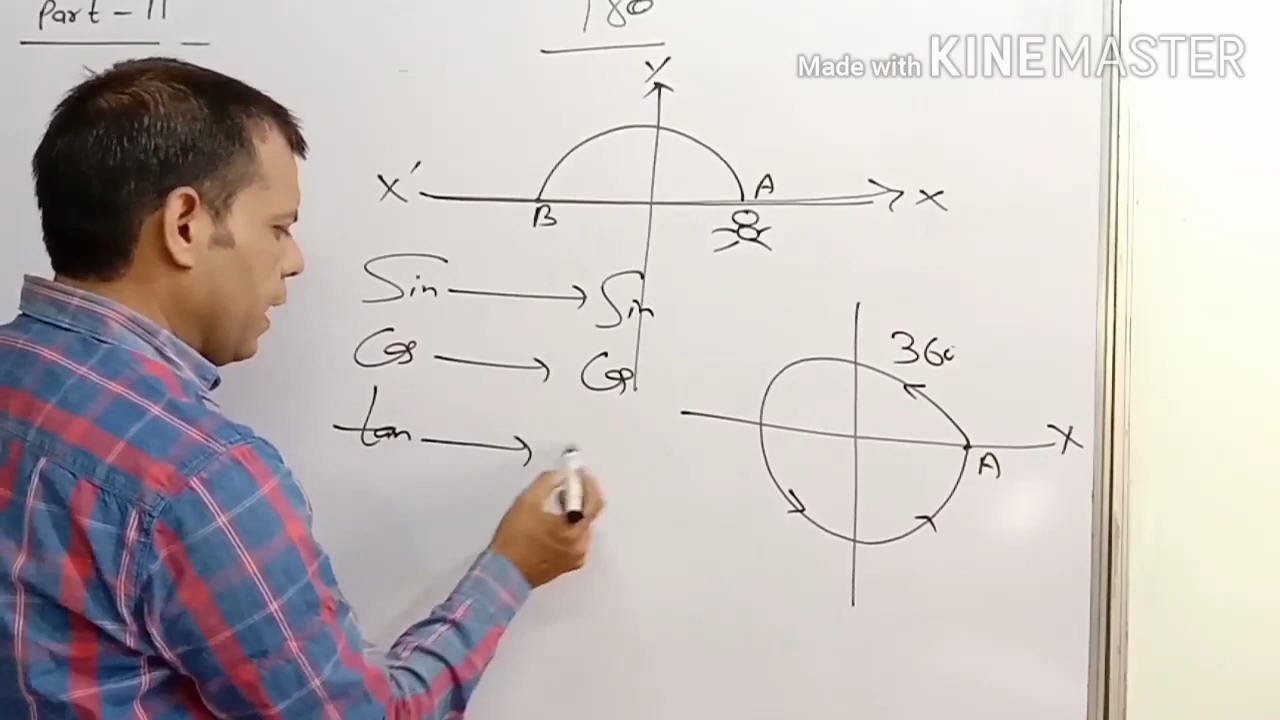 Part - II
180
Made with KINEMASTER
Y
X' X
B A
Sin → Sin
Cos → Cos
360
tan →
X
A